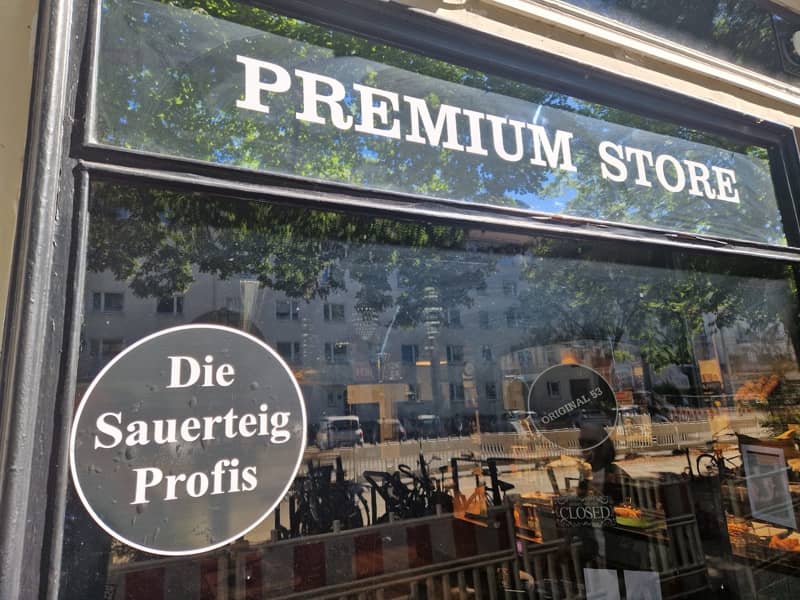 PREMIUM STORE
Die
Sauerteig
Profis
ORIGINAL 53
CLOSED